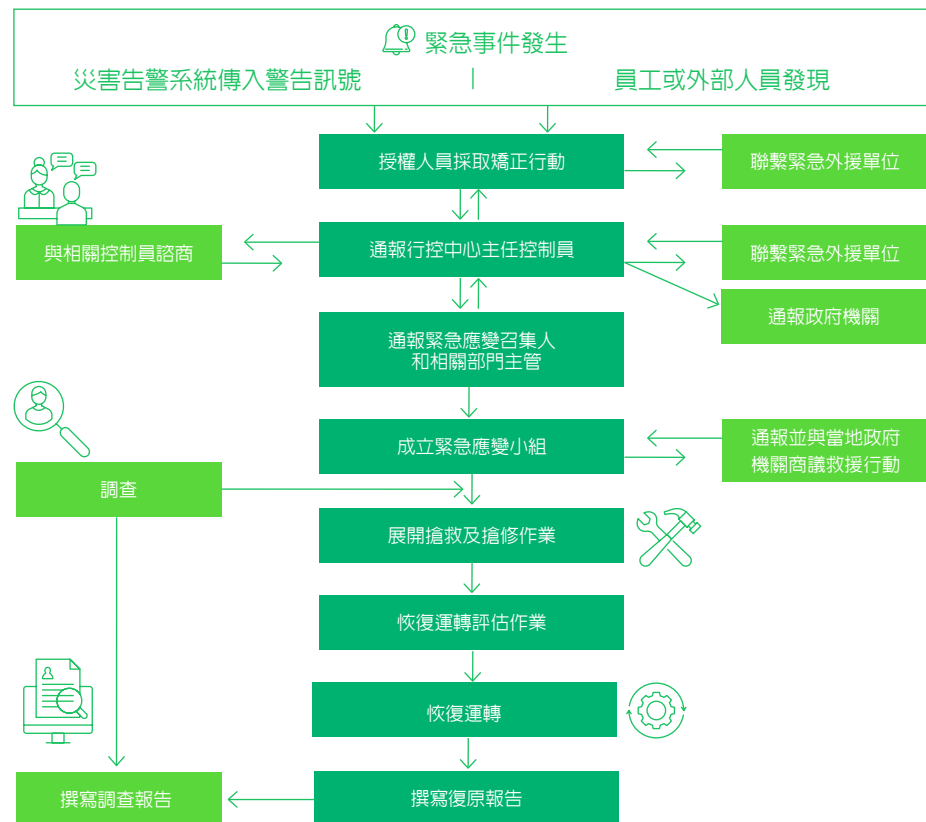 緊急事件發生
災害告警系統傳入警告訊號 | 員工或外部人員發現
授權人員採取矯正行動
聯繫緊急外援單位
與相關控制員諮商
通報行控中心主任控制員
聯繫緊急外援單位
通報政府機關
通報緊急應變召集人
和相關部門主管
成立緊急應變小組
通報並與當地政府
機關商議救援行動
調查
展開搶救及搶修作業
恢復運轉評估作業
恢復運轉
撰寫調查報告
撰寫復原報告